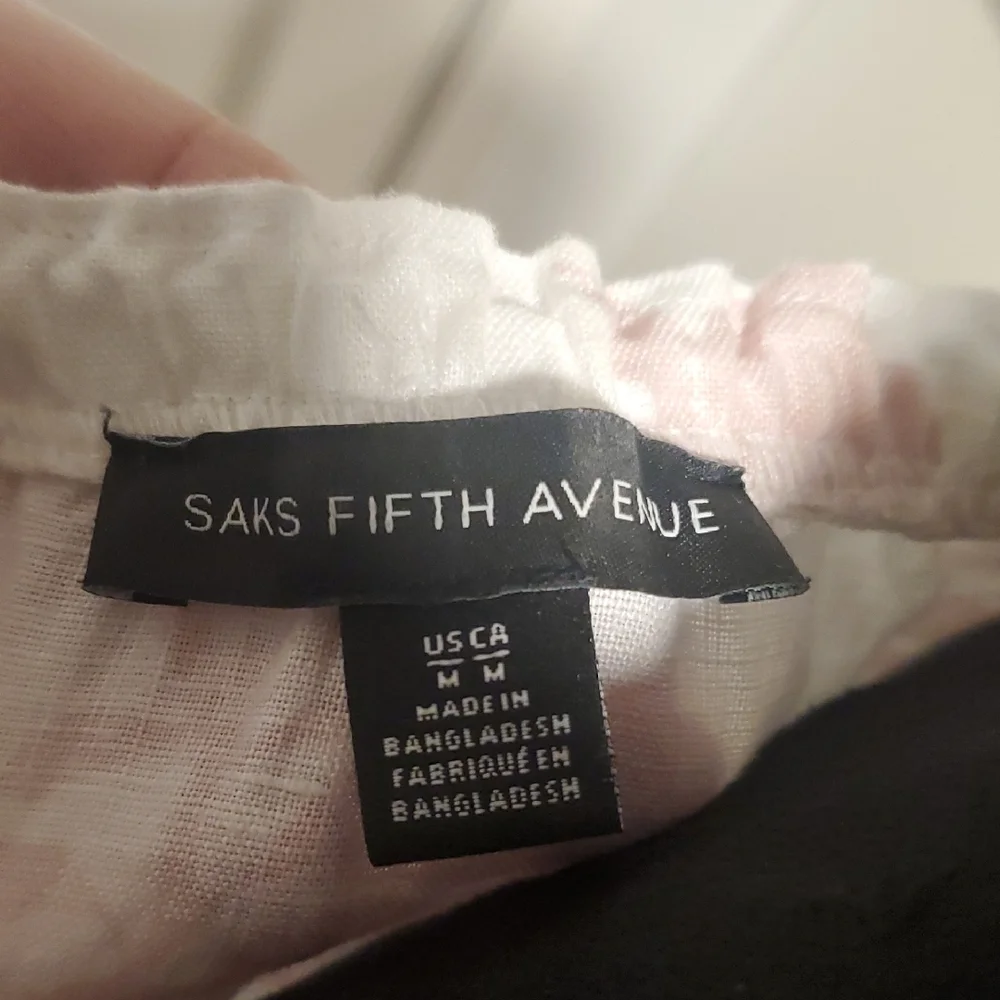 SAKS FIFTH AVENUE
US CA
M M
MADE IN
BANGLADESH
FABRIQUÉ EN
BANGLADESH